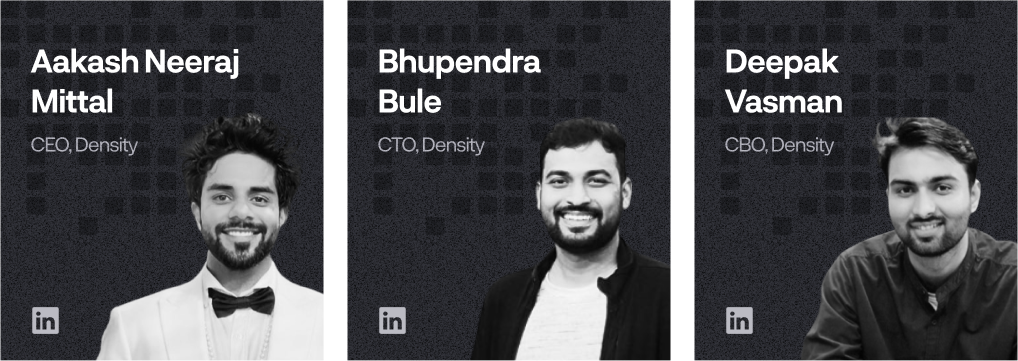 Aakash Neeraj
Mittal
CEO, Density
in
Bhupendra
Bule
CTO, Density
in
Deepak
Vasman
CBO, Density
in